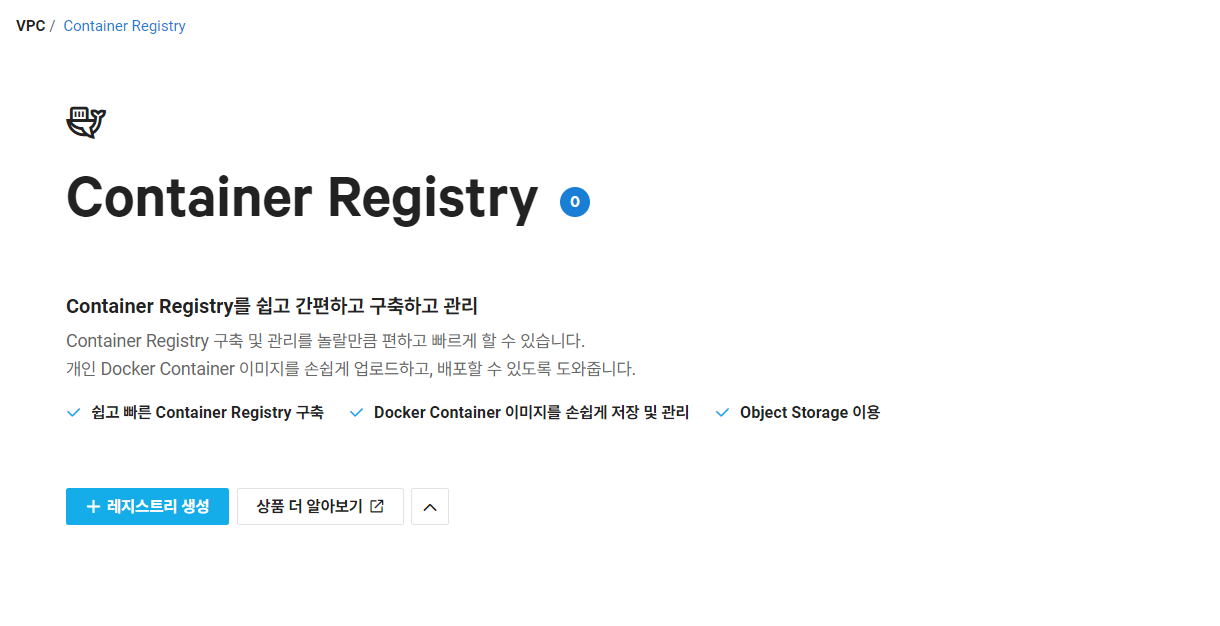 VPC / Container Registry
Container Registry 0
Container Registry를 쉽고 간편하고 구축하고 관리
Container Registry 구축 및 관리를 놀랄만큼 편하고 빠르게 할 수 있습니다.
개인 Docker Container 이미지를 손쉽게 업로드하고, 배포할 수 있도록 도와줍니다.
쉽고 빠른 Container Registry 구축 Docker Container 이미지를 손쉽게 저장 및 관리 Object Storage 이용
+ 레지스트리 생성 상품 더 알아보기